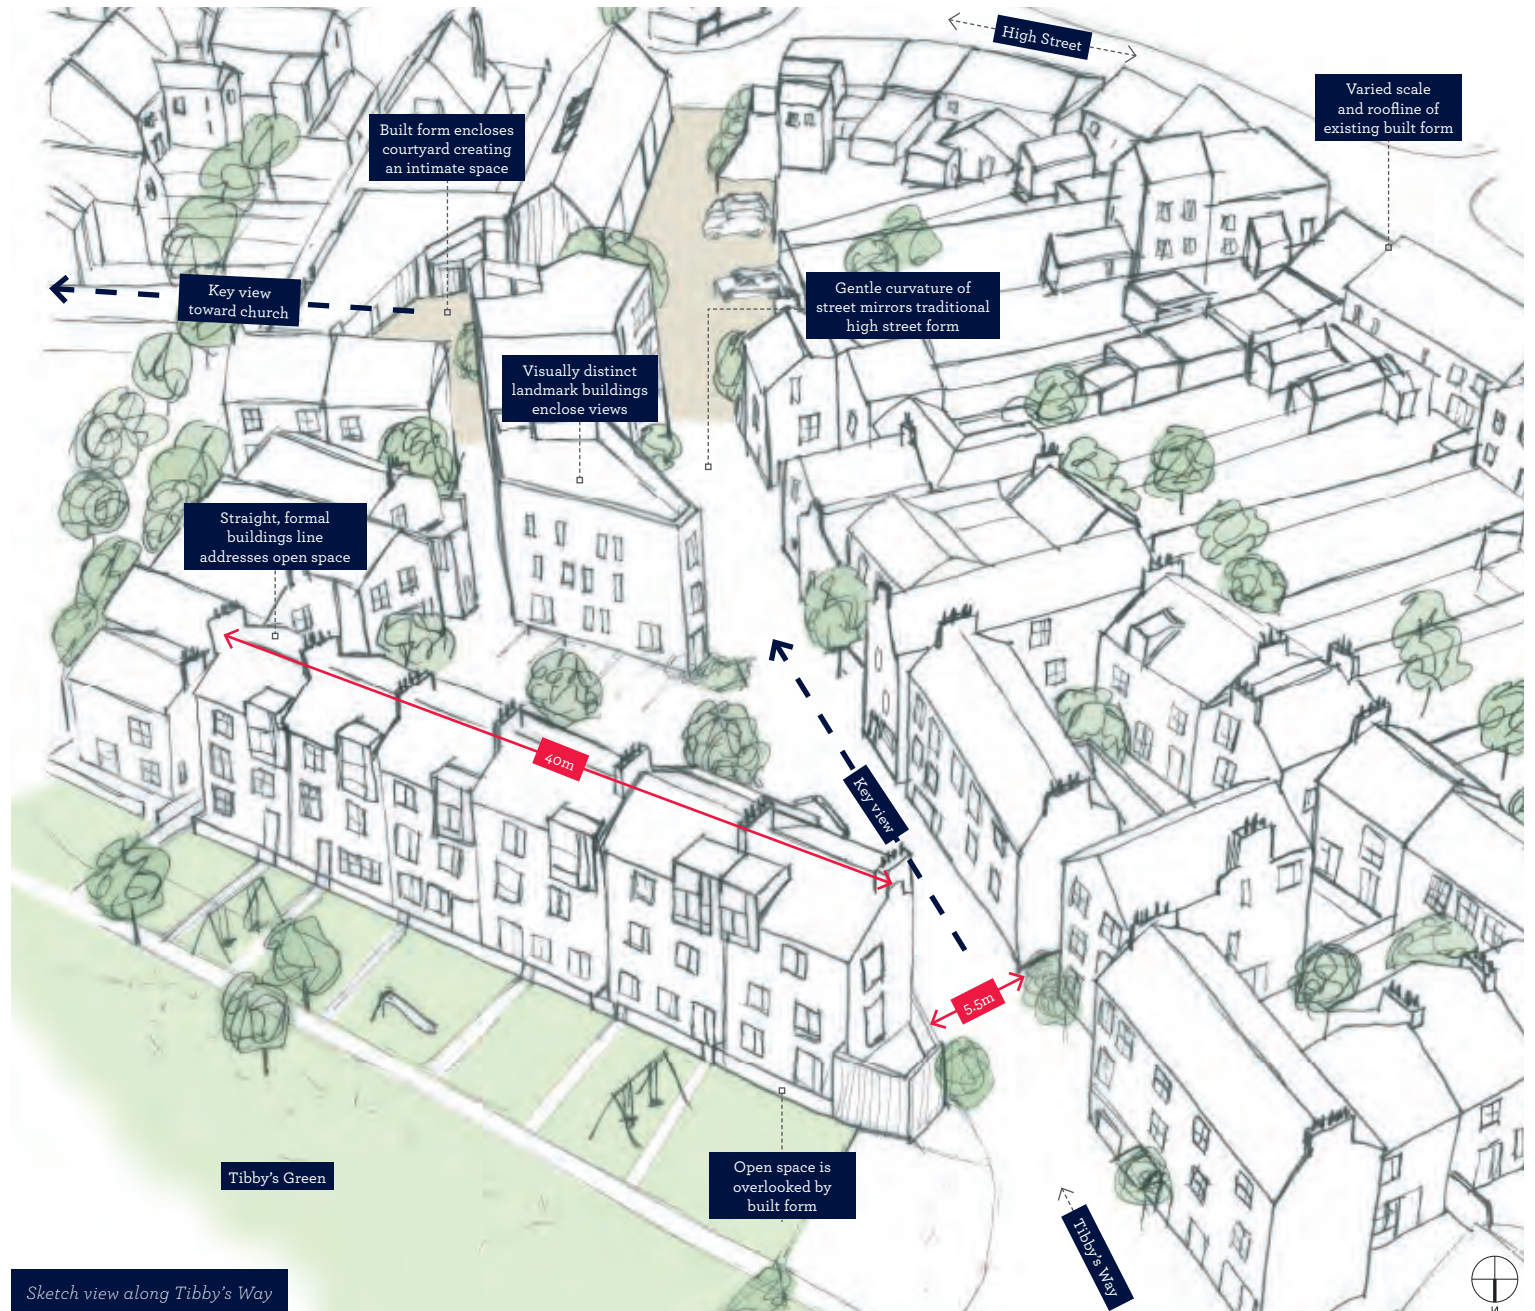 High Street
Varied scale
and roofline of
existing built form
Built form encloses
courtyard creating
an intimate space
Key view
toward church
Gentle curvature of
street mirrors traditional
high street form
Visually distinct
landmark buildings
enclose views
Straight, formal
buildings line
addresses open space
40m
Key view
5.5m
Open space is
overlooked by
built form
Tibby's Green
Tibby's Way
Sketch view along Tibby's Way
N